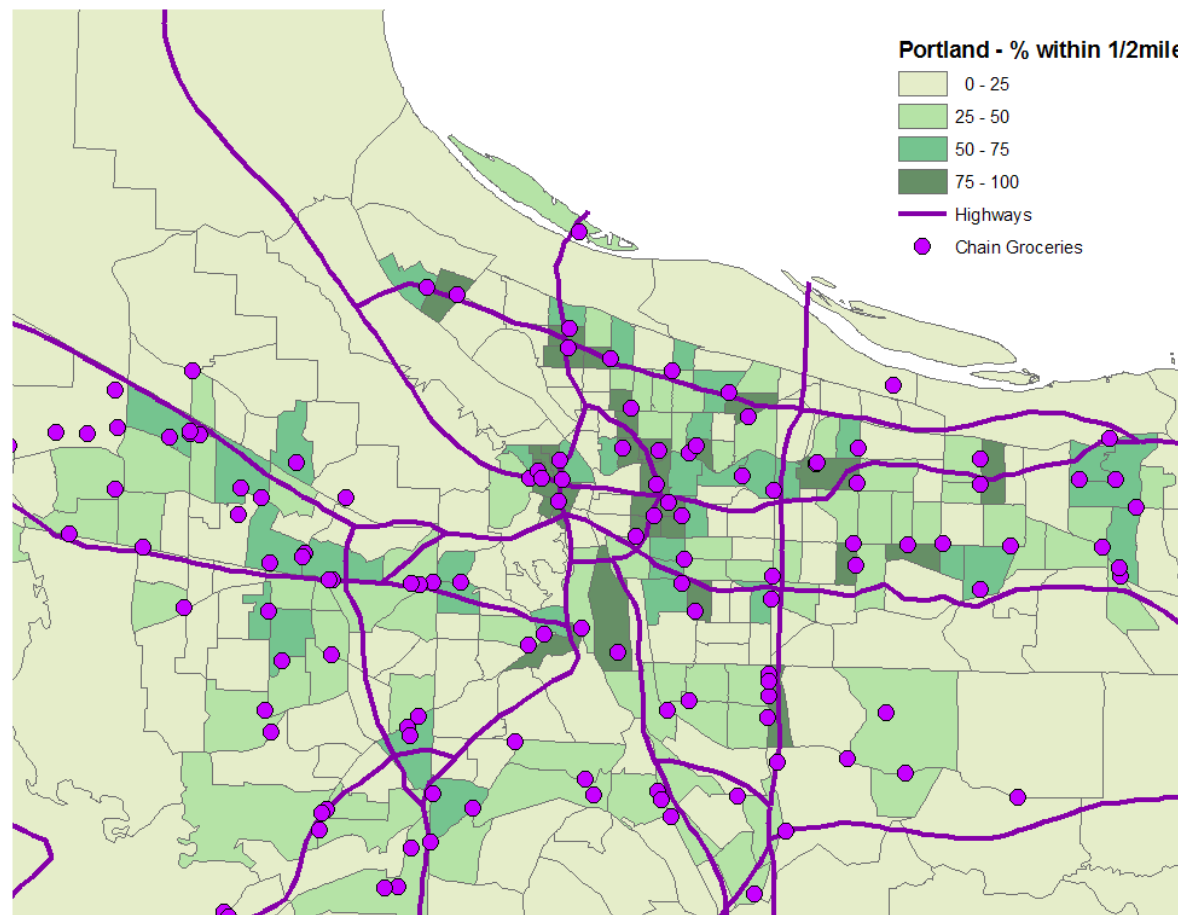 Portland - % within 1/2mile
0 - 25
25 - 50
50 - 75
75 - 100
Highways
Chain Groceries